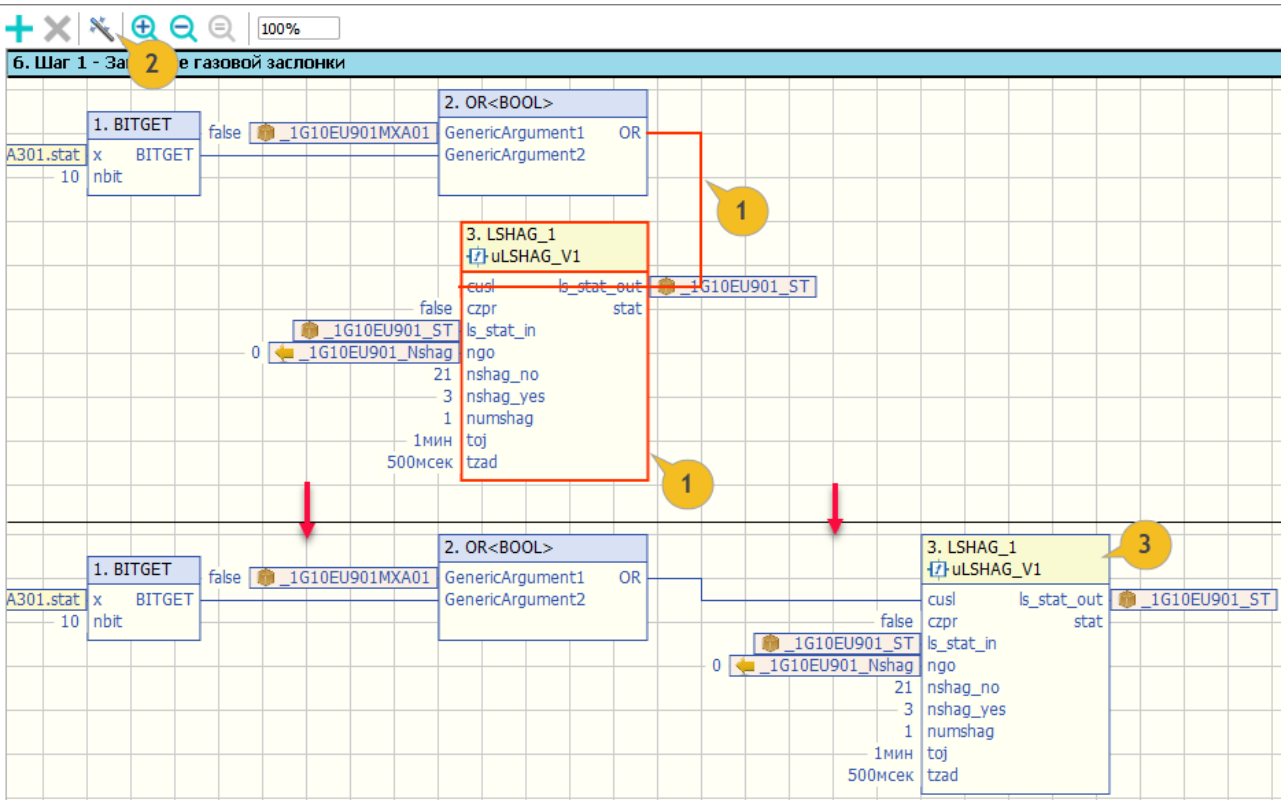 100%
6. Шаг 1 - За
е газовой заслонки
2
2. OR<BOOL>
1. BITGET
false
_1G10EU901MXA01
GenericArgument1
OR
A301.stat
x
BITGET
GenericArgument2
10
nbit
1
3. LSHAG_1
uLSHAG_V1
cusl
ls_stat_out
_1G10EU901_ST
false
czpr
stat
_1G10EU901_ST
ls_stat_in
0
_1G10EU901_Nshag
ngo
21
nshag_no
3
nshag_yes
1
numshag
1мин
toj
500мсек
tzad
1
2. OR<BOOL>
3. LSHAG_1
3
1. BITGET
uLSHAG_V1
false
_1G10EU901MXA01
GenericArgument1
OR
A301.stat
x
BITGET
GenericArgument2
cusl
ls_stat_out
_1G10EU901_ST
10
nbit
false
czpr
stat
_1G10EU901_ST
ls_stat_in
0
_1G10EU901_Nshag
ngo
21
nshag_no
3
nshag_yes
1
numshag
1мин
toj
500мсек
tzad